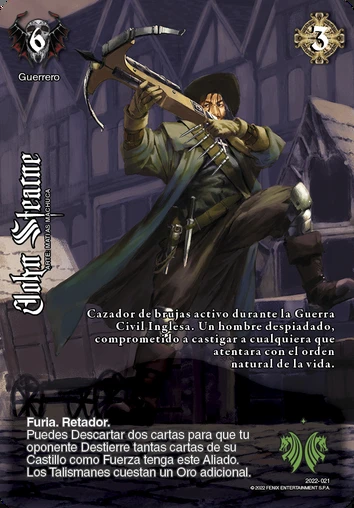 6
3
Guerrero
John Stearne
ARTE: MATÍAS MACHUCA
Cazador de brujas activo durante la Guerra
Civil Inglesa. Un hombre despiadado,
comprometido a castigar a cualquiera que
atentara con el orden
natural de la vida.
Furia. Retador.
Puedes Descartar dos cartas para que tu
oponente Destierre tantas cartas de su
Castillo como Fuerza tenga este Aliado.
Los Talismanes cuestan un Oro adicional.
2022- 021
© 2022 FENIX ENTERTAINMENT S.P.A.